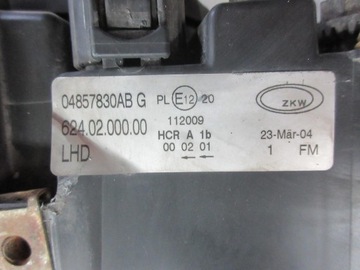 04857830AB G PL E12 20 ZKW
624.02.000.00 112009
HCR A 1b 23-Mär-04
LHD 00 02 01 1 FM